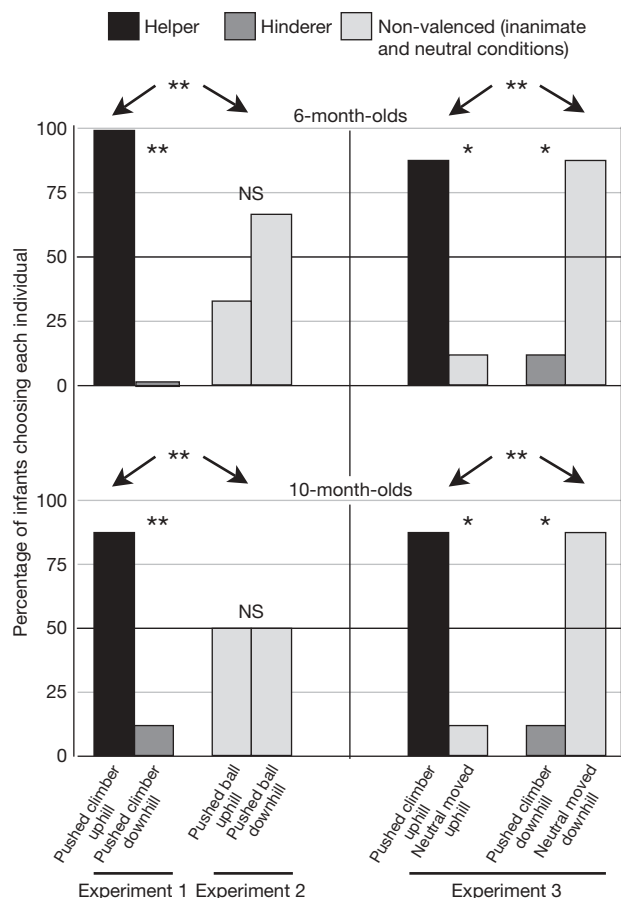 Helper
Hinderer
Non-valenced (inanimate
and neutral conditions)
**
**
6-month-olds
100
75
50
25
0
**
NS
*
*
**
**
10-month-olds
100
75
50
25
0
**
NS
*
*
Percentage of infants choosing each individual
Pushed climber
uphill
Pushed climber
downhill
Pushed ball
uphill
Pushed ball
downhill
Pushed climber
uphill
Neutral moved
uphill
Pushed climber
downhill
Neutral moved
downhill
Experiment 1
Experiment 2
Experiment 3